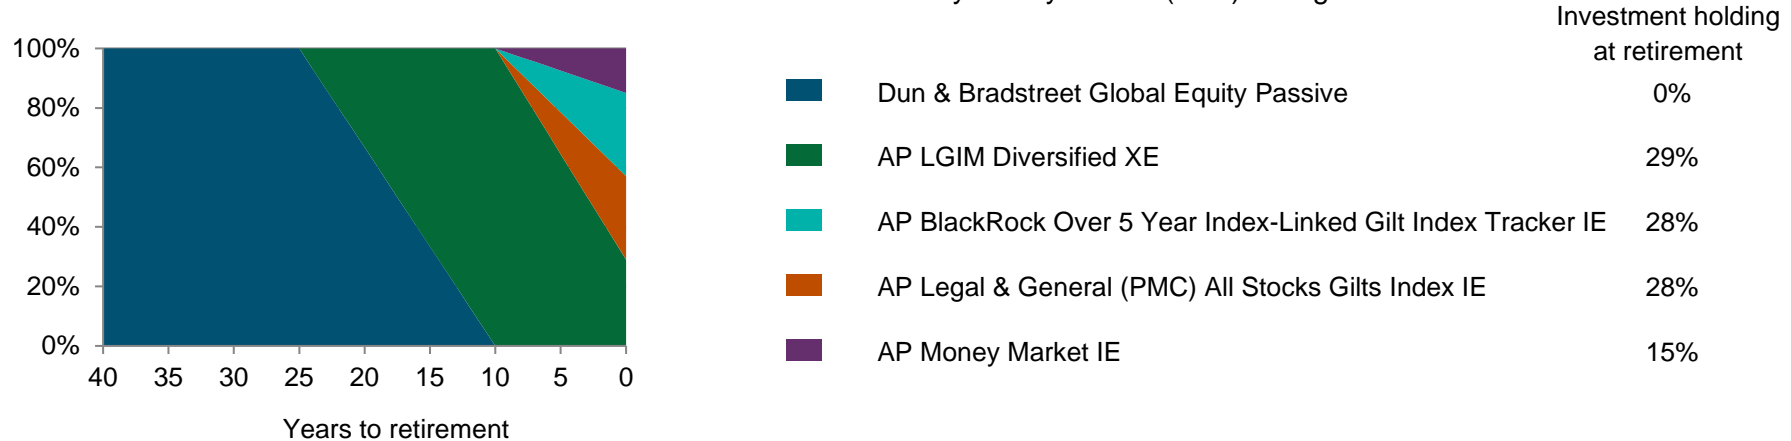 Investment holding
at retirement
100%
80%
60%
40%
20%
0%
40 35 30 25 20 15 10 5 0
Years to retirement
Dun & Bradstreet Global Equity Passive 0%
AP LGIM Diversified XE 29%
AP BlackRock Over 5 Year Index-Linked Gilt Index Tracker IE 28%
AP Legal & General (PMC) All Stocks Gilts Index IE 28%
AP Money Market IE 15%